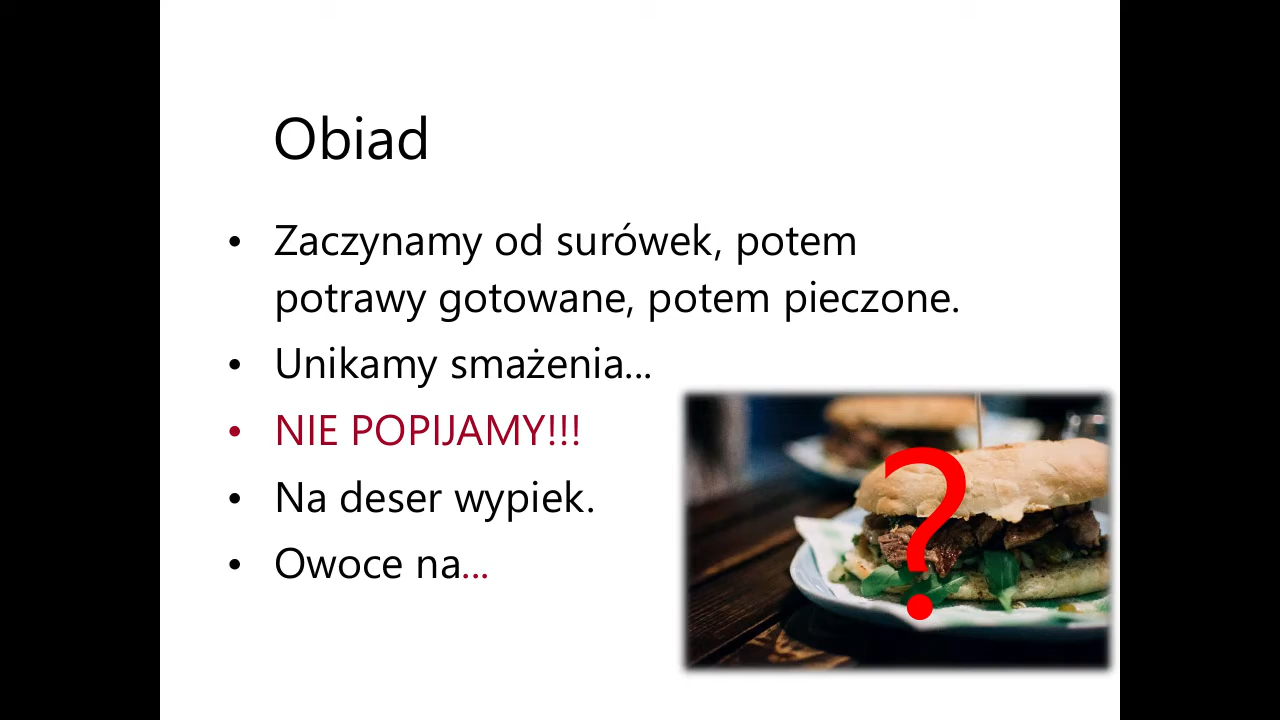 Obiad
• Zaczynamy od surówek, potem
potrawy gotowane, potem pieczone.
• Unikamy smażenia...
• NIE POPIJAMY!!!
• Na deser wypiek.
• Owoce na...
?